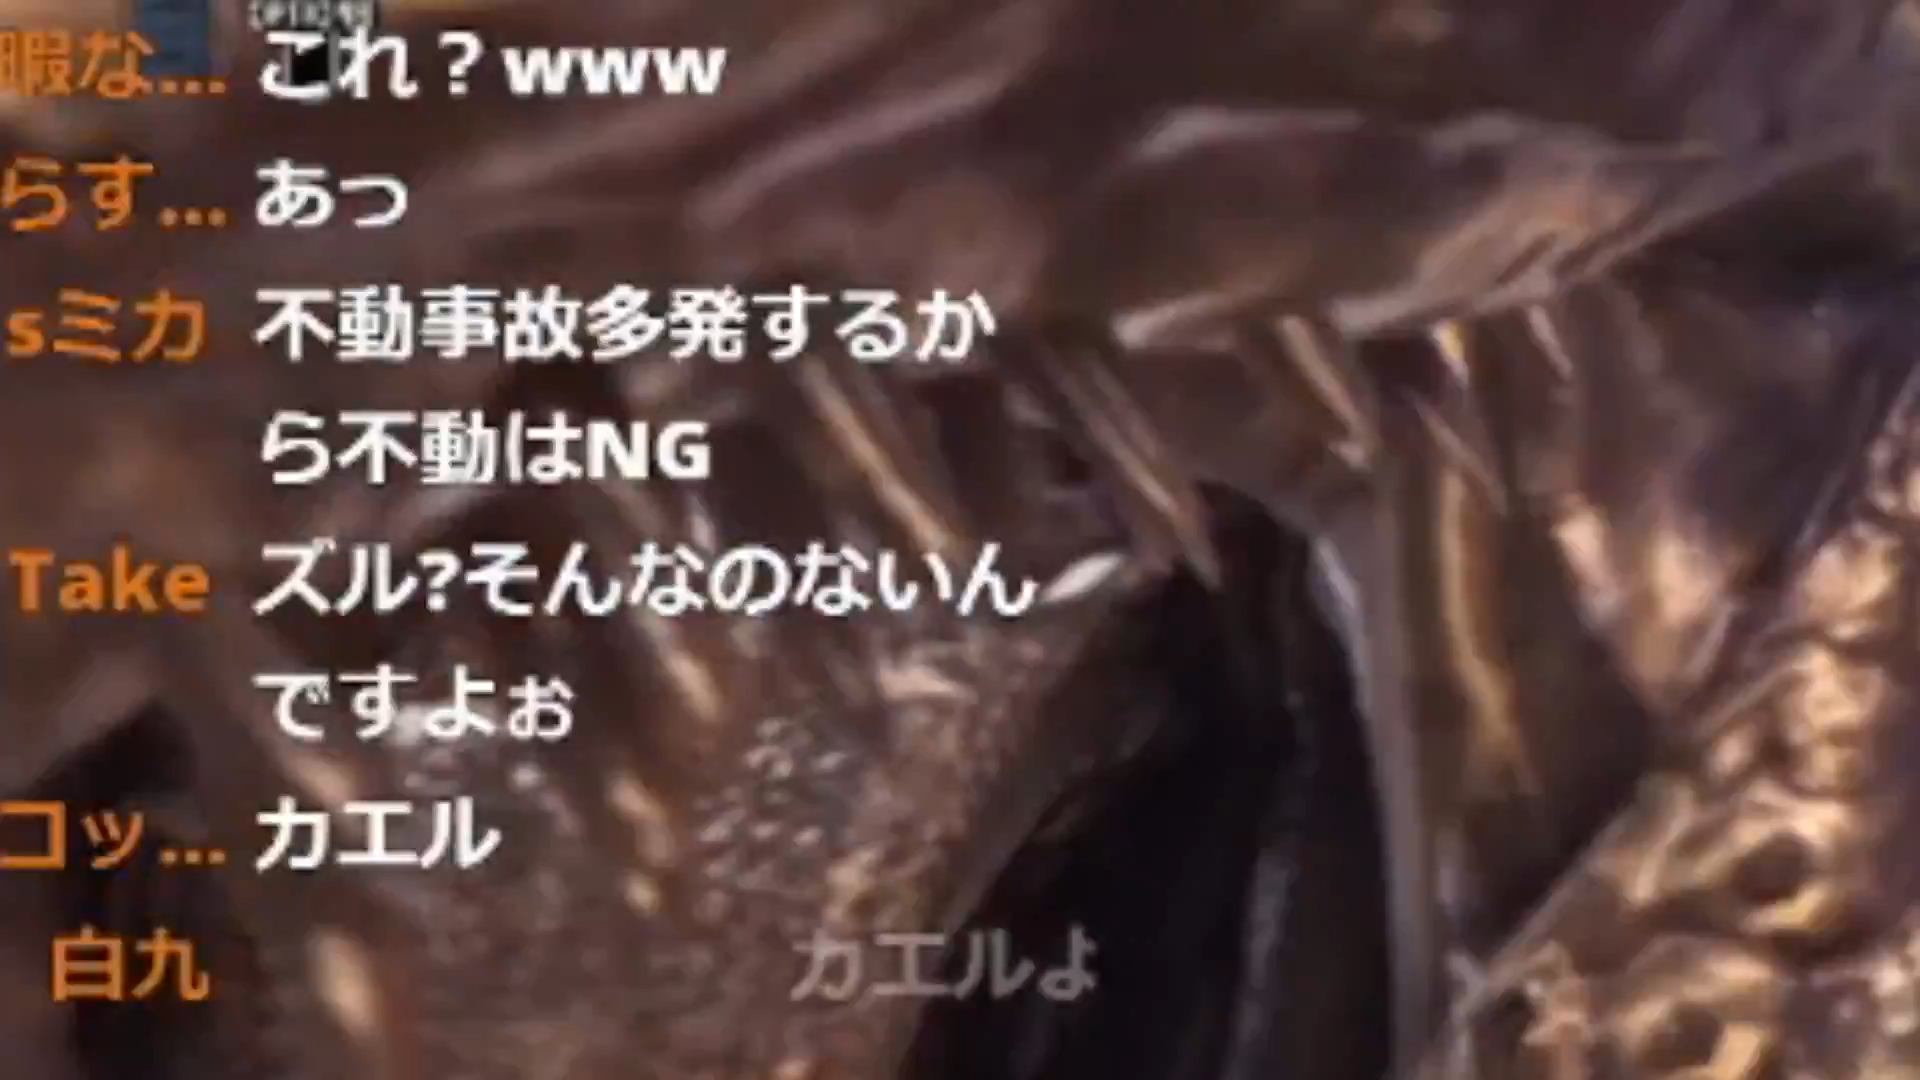 暇な... これ？www
らす... あっ
sミカ 不動事故多発するか
ら不動はNG
Take ズル?そんなのないん
ですよぉ
コッ... カエル
白九 カエルよ